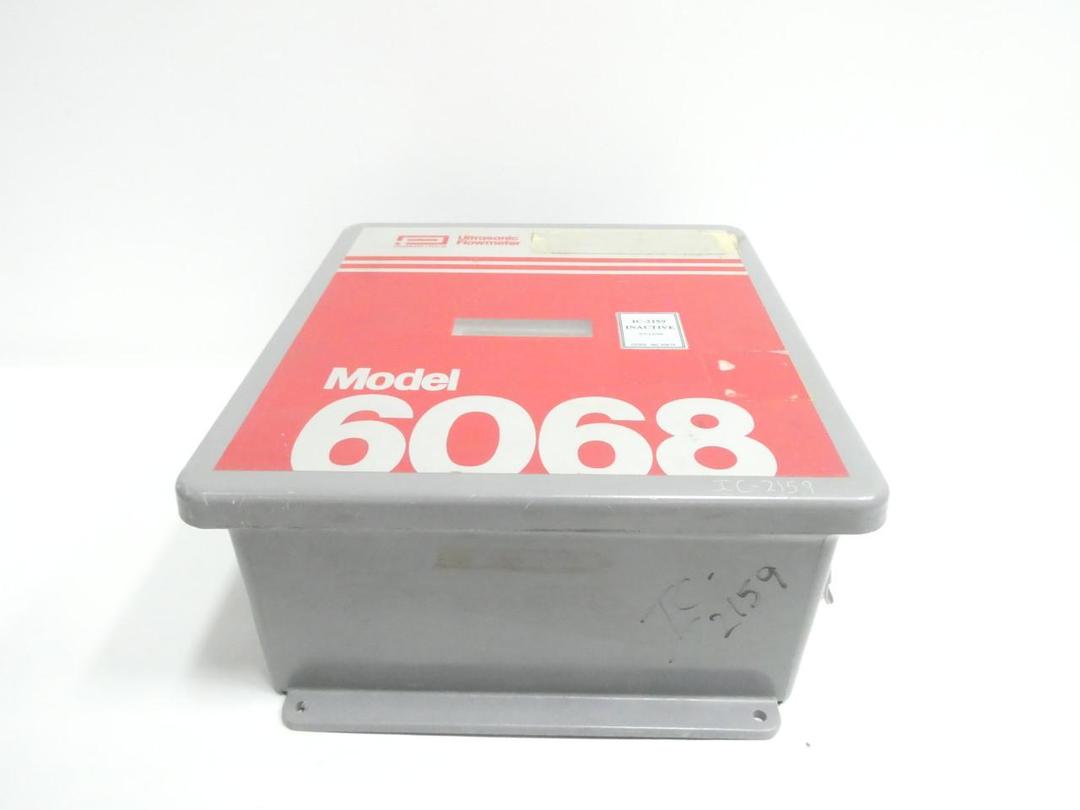 Ultrasonic
Flowmeter
IC-2159
INACTIVE
Model
6068
IC-2159
IC-
2159